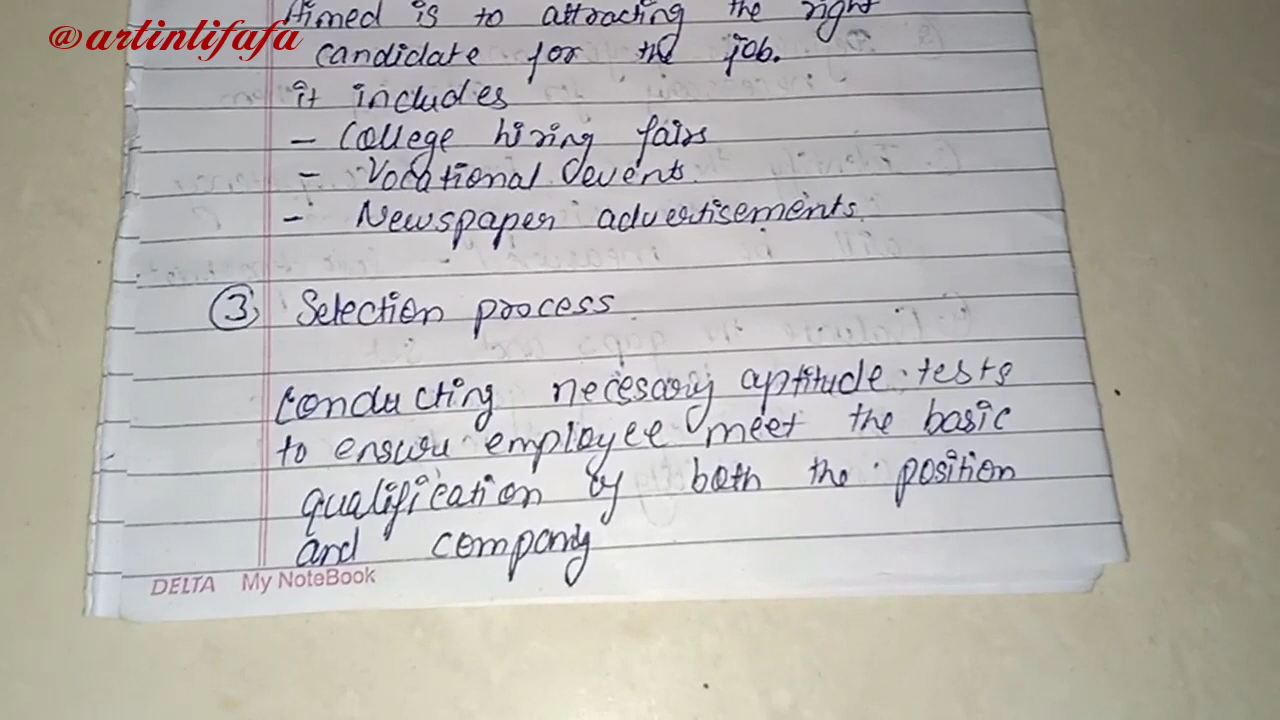 @artinlifafa
Aimed is to attracting the right
candidate for the job.
it includes
- College hiring fairs
- Vocational events
- Newspaper advertisements
③ Selection process
Conducting necessary aptitude tests
to ensure employee meet the basic
qualification of both the position
and company
DELTA My NoteBook